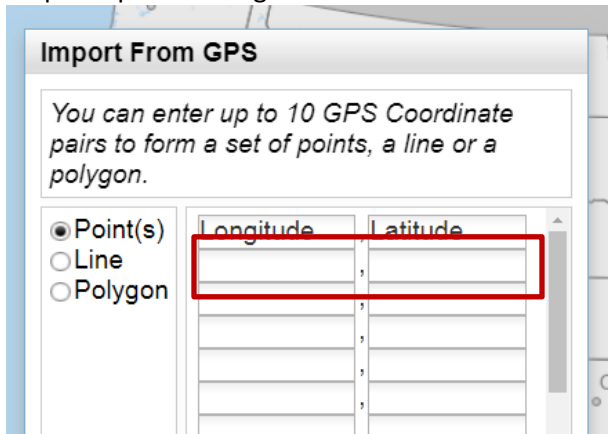 Import From GPS
You can enter up to 10 GPS Coordinate
pairs to form a set of points, a line or a
polygon.
Point(s)
Line
Polygon
Longitude , Latitude
,
,
,
,
,